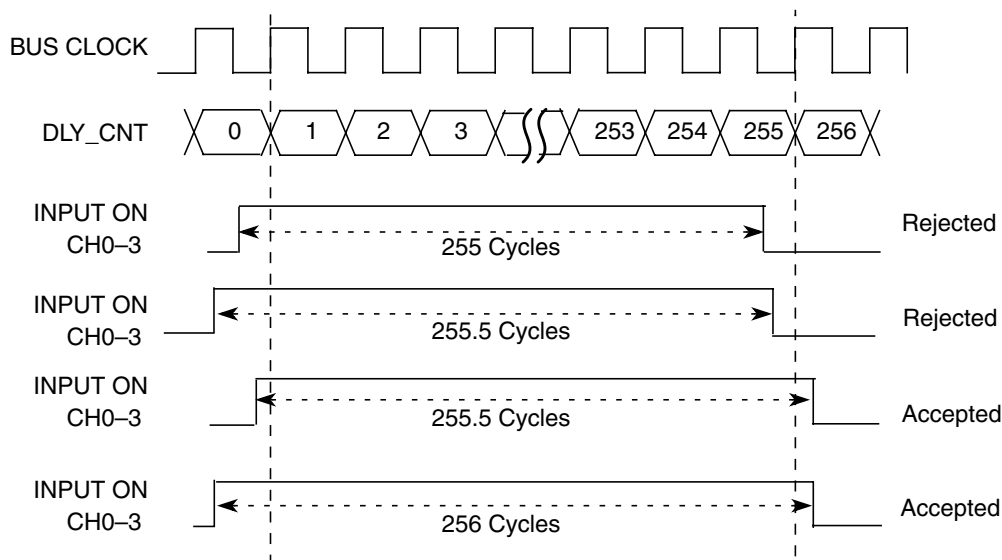 BUS CLOCK
DLY_CNT 0 1 2 3 253 254 255 256
INPUT ON
CH0–3
255 Cycles
Rejected
INPUT ON
CH0–3
255.5 Cycles
Rejected
INPUT ON
CH0–3
255.5 Cycles
Accepted
INPUT ON
CH0–3
256 Cycles
Accepted